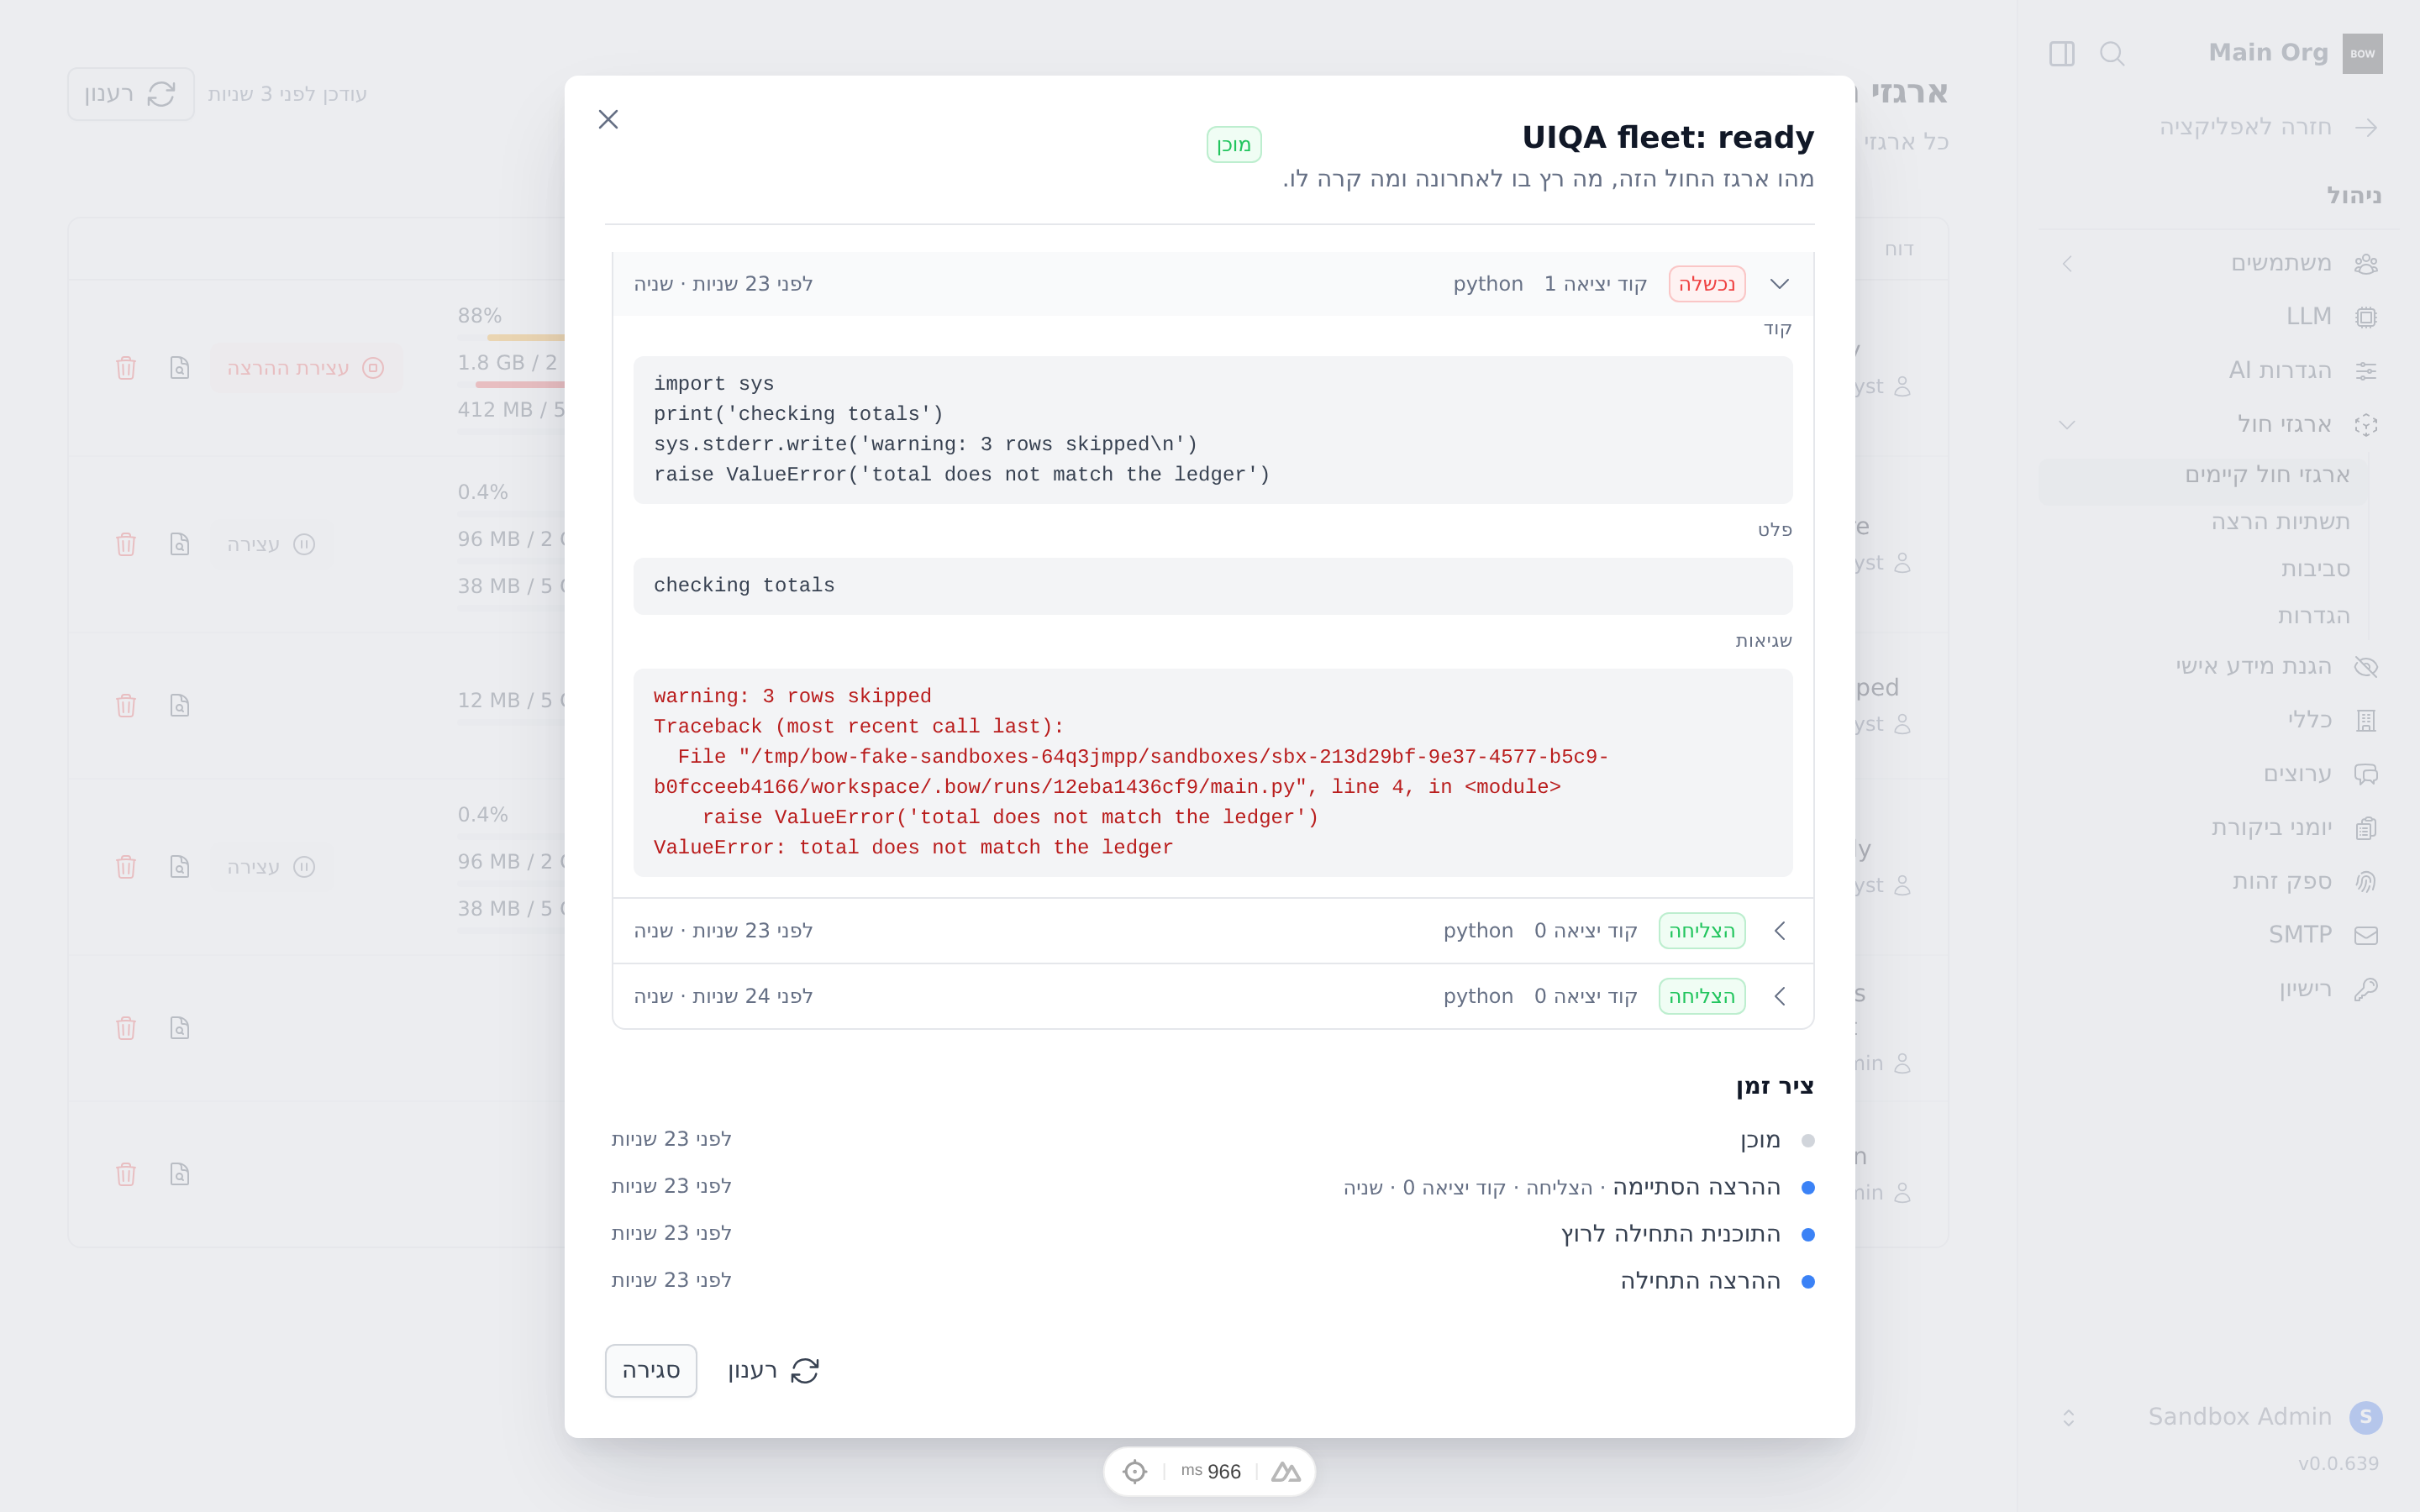 Main Org
BOW
חזרה לאפליקציה
ניהול
משתמשים
LLM
הגדרות AI
ארגזי חול
ארגזי חול קיימים
תשתיות הרצה
סביבות
הגדרות
הגנת מידע אישי
כללי
ערוצים
יומני ביקורת
ספק זהות
SMTP
רישיון
Sandbox Admin
S
v0.0.639
ארגזי
כל ארגזי
עודכן לפני 3 שניות
רענון
דוח
88%
1.8 GB / 2
412 MB / 5
עצירת ההרצה
0.4%
96 MB / 2
38 MB / 5
עצירה
12 MB / 5
0.4%
96 MB / 2
38 MB / 5
עצירה
UIQA fleet: ready
מוכן
מהו ארגז החול הזה, מה רץ בו לאחרונה ומה קרה לו.
נכשלה
קוד יציאה 1
python
לפני 23 שניות · שניה
קוד
import sys
print('checking totals')
sys.stderr.write('warning: 3 rows skipped\n')
raise ValueError('total does not match the ledger')
פלט
checking totals
שגיאות
warning: 3 rows skipped
Traceback (most recent call last):
File "/tmp/bow-fake-sandboxes-64q3jmpp/sandboxes/sbx-213d29bf-9e37-4577-b5c9-
b0fcceeb4166/workspace/.bow/runs/12eba1436cf9/main.py", line 4, in <module>
raise ValueError('total does not match the ledger')
ValueError: total does not match the ledger
הצליחה
קוד יציאה 0
python
לפני 23 שניות · שניה
הצליחה
קוד יציאה 0
python
לפני 24 שניות · שניה
ציר זמן
מוכן
לפני 23 שניות
ההרצה הסתיימה · הצליחה · קוד יציאה 0 · שניה
לפני 23 שניות
התוכנית התחילה לרוץ
לפני 23 שניות
ההרצה התחילה
לפני 23 שניות
רענון
סגירה
966 ms